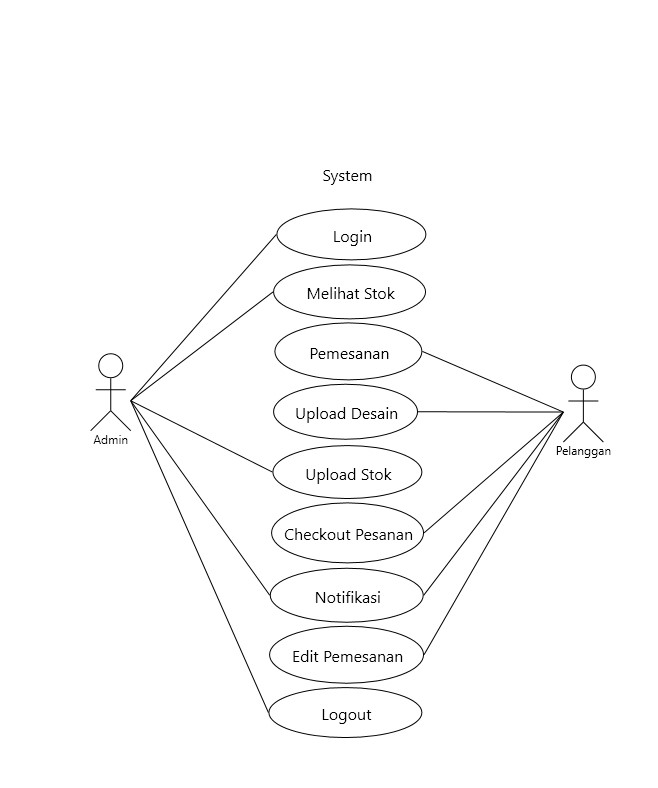 System
Login
Melihat Stok
Pemesanan
Upload Desain
Upload Stok
Checkout Pesanan
Notifikasi
Edit Pemesanan
Logout
Admin
Pelanggan